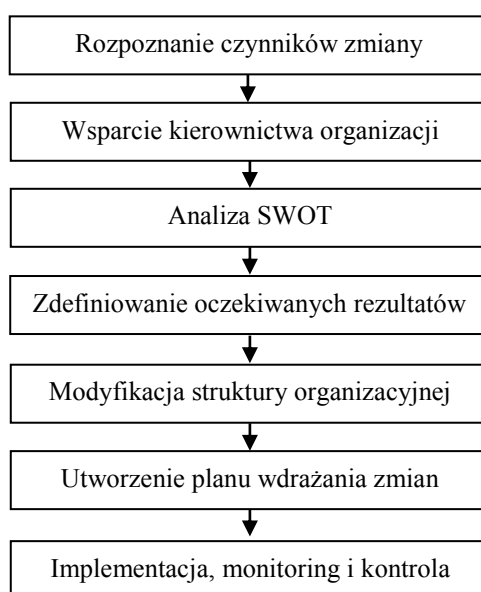 Rozpoznanie czynników zmiany
Wsparcie kierownictwa organizacji
Analiza SWOT
Zdefiniowanie oczekiwanych rezultatów
Modyfikacja struktury organizacyjnej
Utworzenie planu wdrażania zmian
Implementacja, monitoring i kontrola